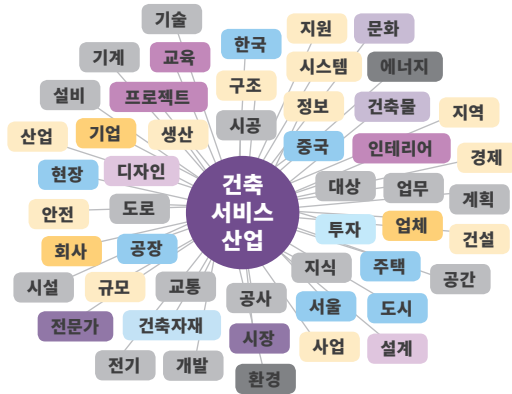 기술
지원
문화
한국
기계
교육
시스템
에너지
구조
설비
프로젝트
정보
건축물
지역
시공
산업
기업
생산
중국
인테리어
경제
현장
디자인
건축
서비스
산업
대상
업무
계획
안전
도로
투자
업체
건설
회사
공장
지식
주택
공간
시설
규모
교통
공사
서울
도시
전문가
건축자재
시장
사업
설계
전기
개발
환경